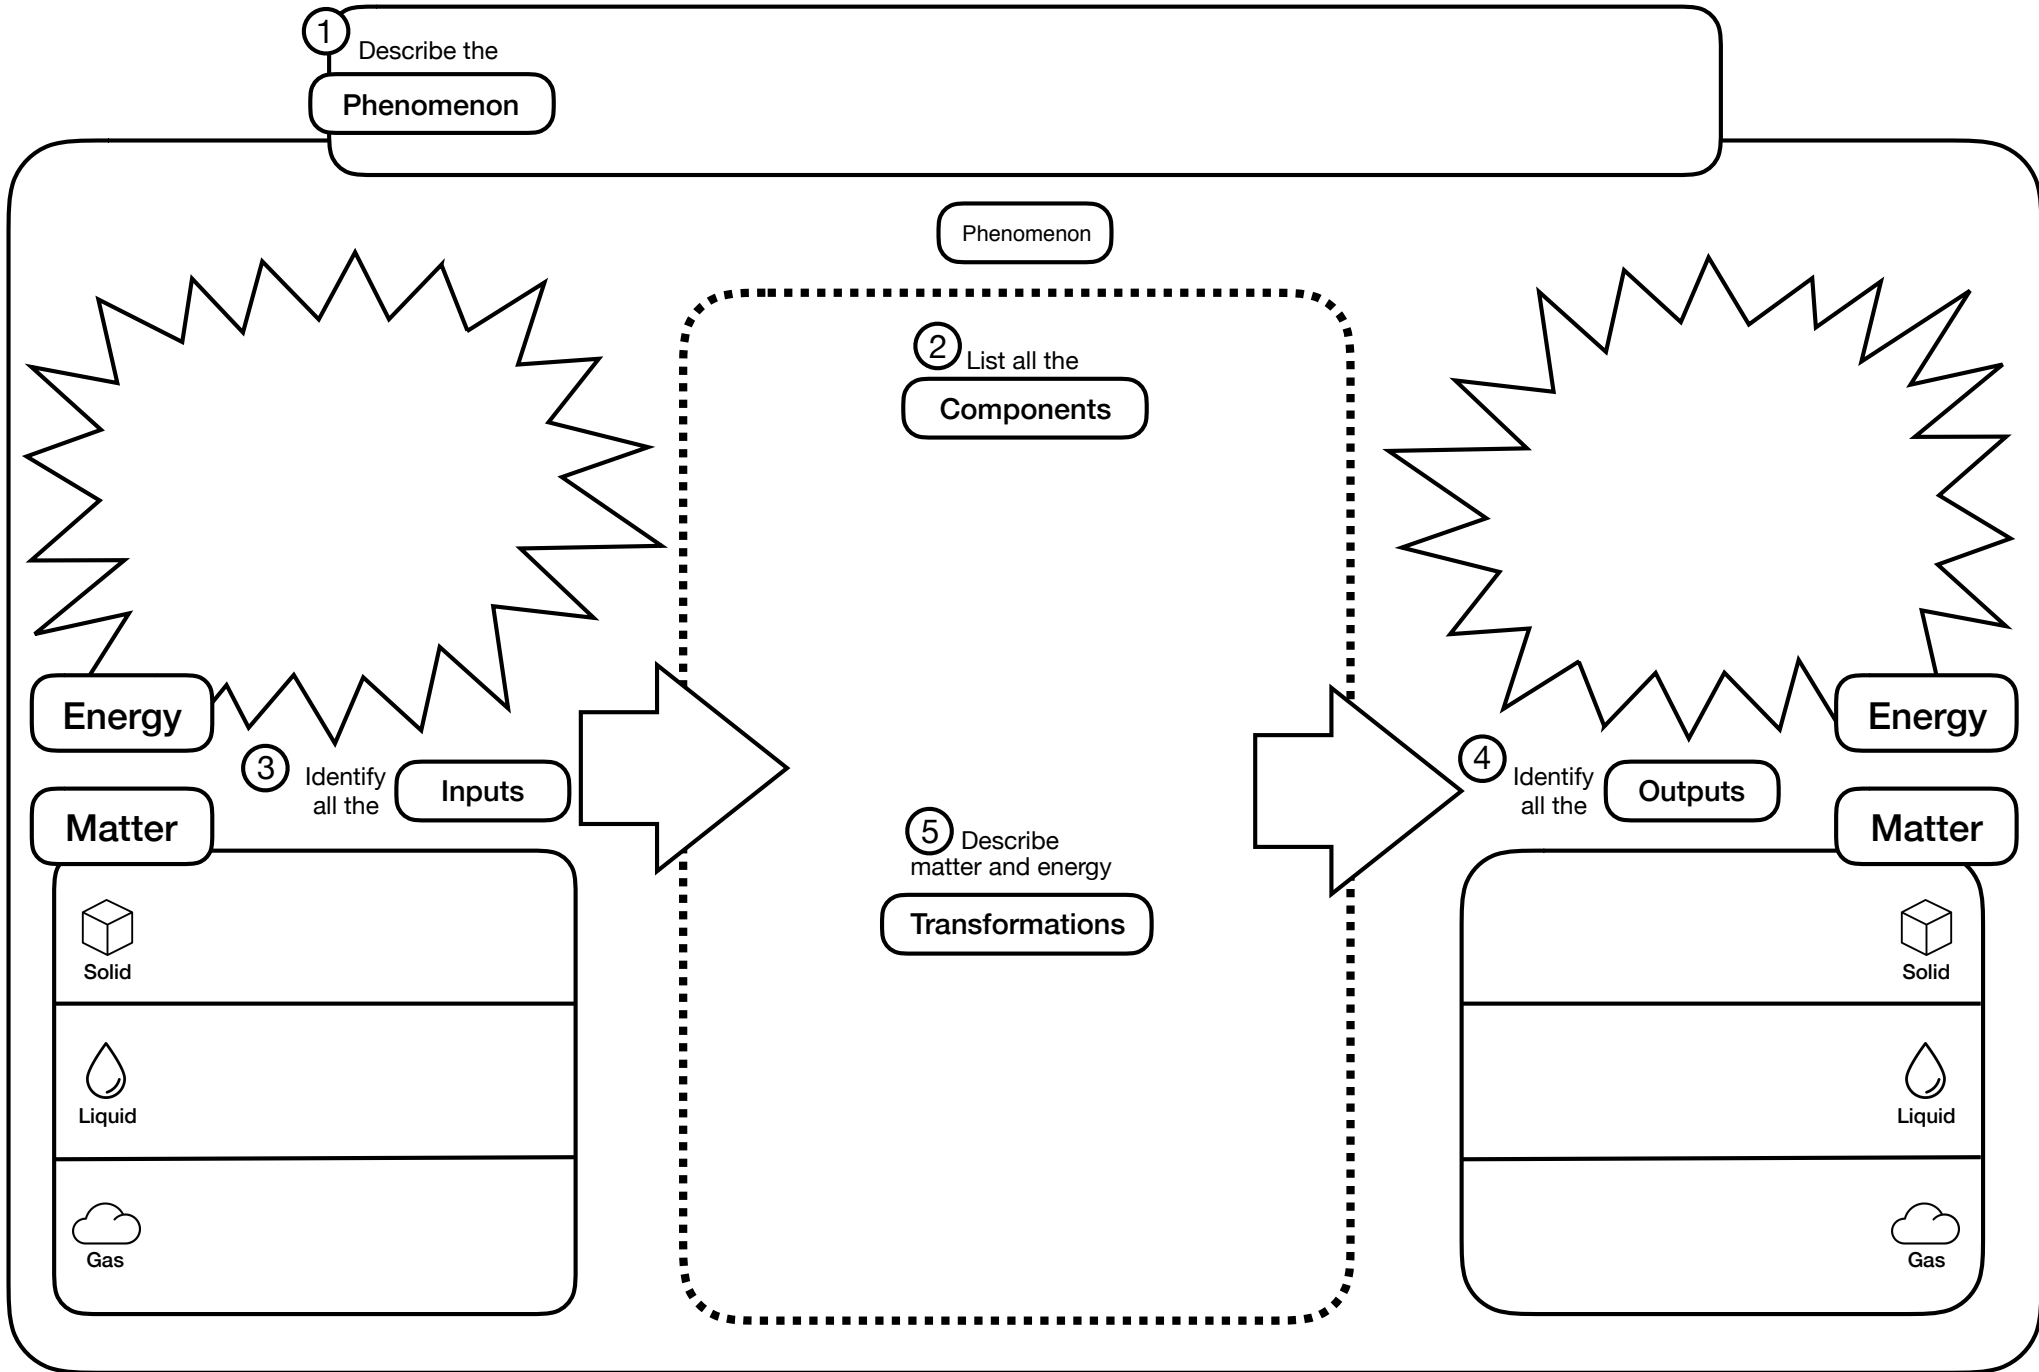 1
Describe the
Phenomenon
Phenomenon
2
List all the
Components
Energy
3
Identify
all the
Inputs
Matter
Solid
Liquid
Gas
5
Describe
matter and energy
Transformations
Energy
4
Identify
all the
Outputs
Matter
Solid
Liquid
Gas